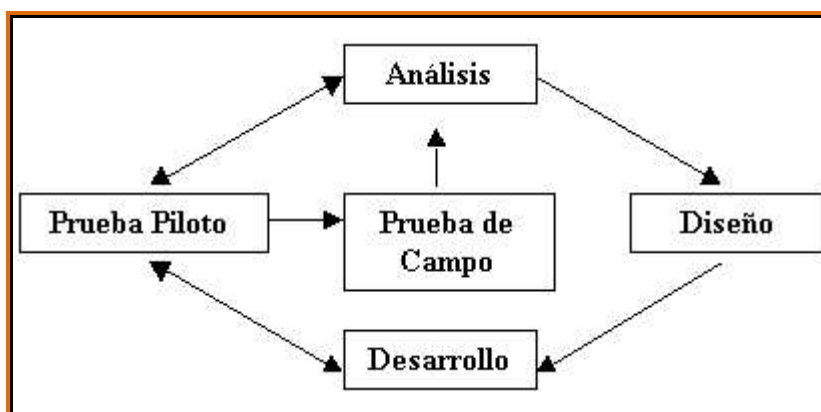 Análisis
Prueba Piloto
Prueba de
Campo
Diseño
Desarrollo